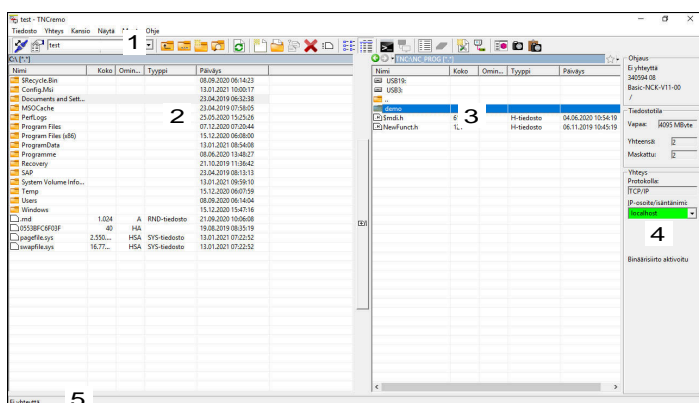 test - TNCremo
Tiedosto Yhteys Kansio Näytä Ohje
test
1
C:\ [*.*]
Nimi Koko Omin... Tyyppi Päiväys
$Recycle.Bin 08.09.2020 06:14:23
Config.Msi 13.01.2021 10:00:17
Documents and Sett... 23.04.2019 06:32:38
MSOCache 23.04.2019 07:58:05
PerfLogs 25.05.2020 15:25:26
Program Files 07.12.2020 07:20:44
Program Files (x86) 15.12.2020 06:08:00
ProgramData 13.01.2021 08:54:08
Programme 08.06.2020 13:48:27
Recovery 21.10.2019 11:36:42
SAP 23.04.2019 08:13:13
System Volume Info... 13.01.2021 09:59:10
Temp 15.12.2020 06:07:59
Users 08.09.2020 06:14:04
Windows 15.12.2020 15:47:16
.rnd 1.024 A RND-tiedosto 21.09.2020 10:06:08
0553BFC6F03F 40 HA 19.08.2019 08:35:19
pagefile.sys 2.550.... HSA SYS-tiedosto 13.01.2021 07:22:52
swapfile.sys 16.77... HSA SYS-tiedosto 13.01.2021 07:22:52
2
TNC:\NC_PROG [*.*]
Nimi Koko Omin... Tyyppi Päiväys
USB19:
USB3:
..
demo
$mdi.h 6 H-tiedosto 04.06.2020 10:54:19
NewFunct.h 1... H-tiedosto 06.11.2019 10:45:19
3
Ohjaus
Ei yhteyttä
340594 08
Basic-NCK-V11-00
/
Tiedostotila
Vapaa: 4095 MByte
Yhteensä: 2
Maskattu: 2
Yhteys
Protokolla:
TCP/IP
IP-osoite/isäntänimi:
localhost
4
Binäärisiirto aktivoitu
Ei yhteyttä
5